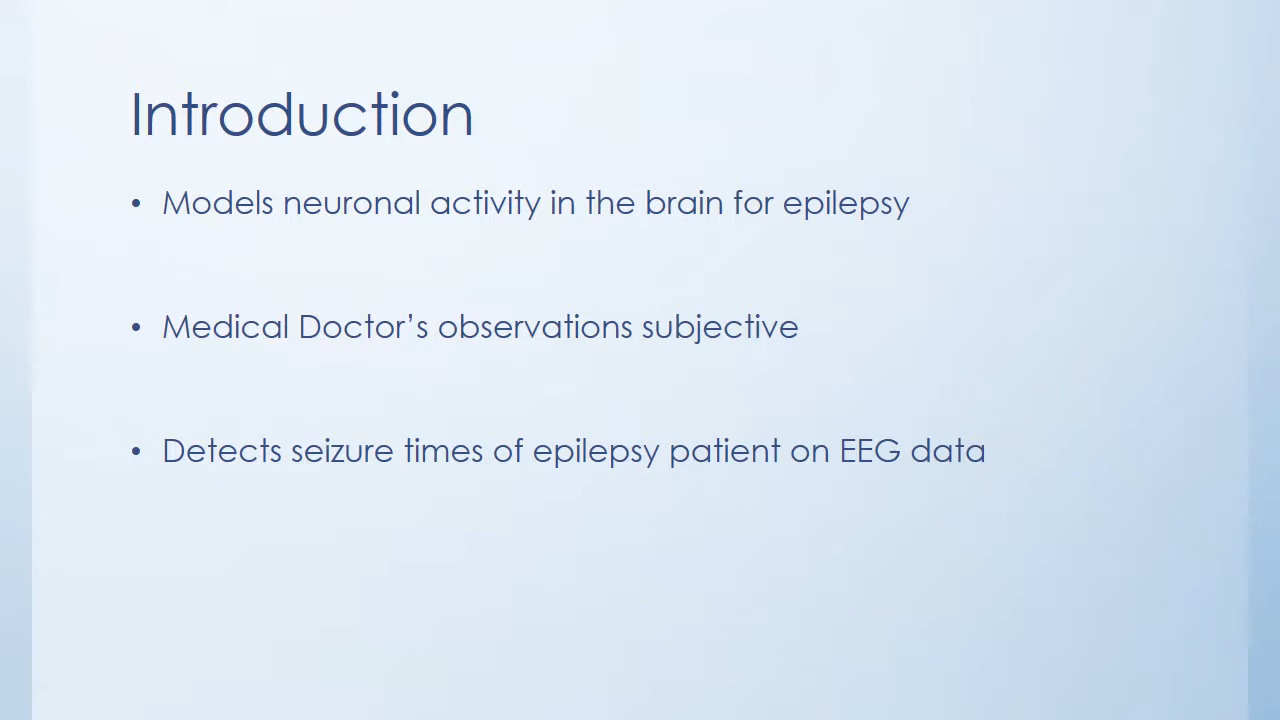 Introduction
• Models neuronal activity in the brain for epilepsy
• Medical Doctor’s observations subjective
• Detects seizure times of epilepsy patient on EEG data